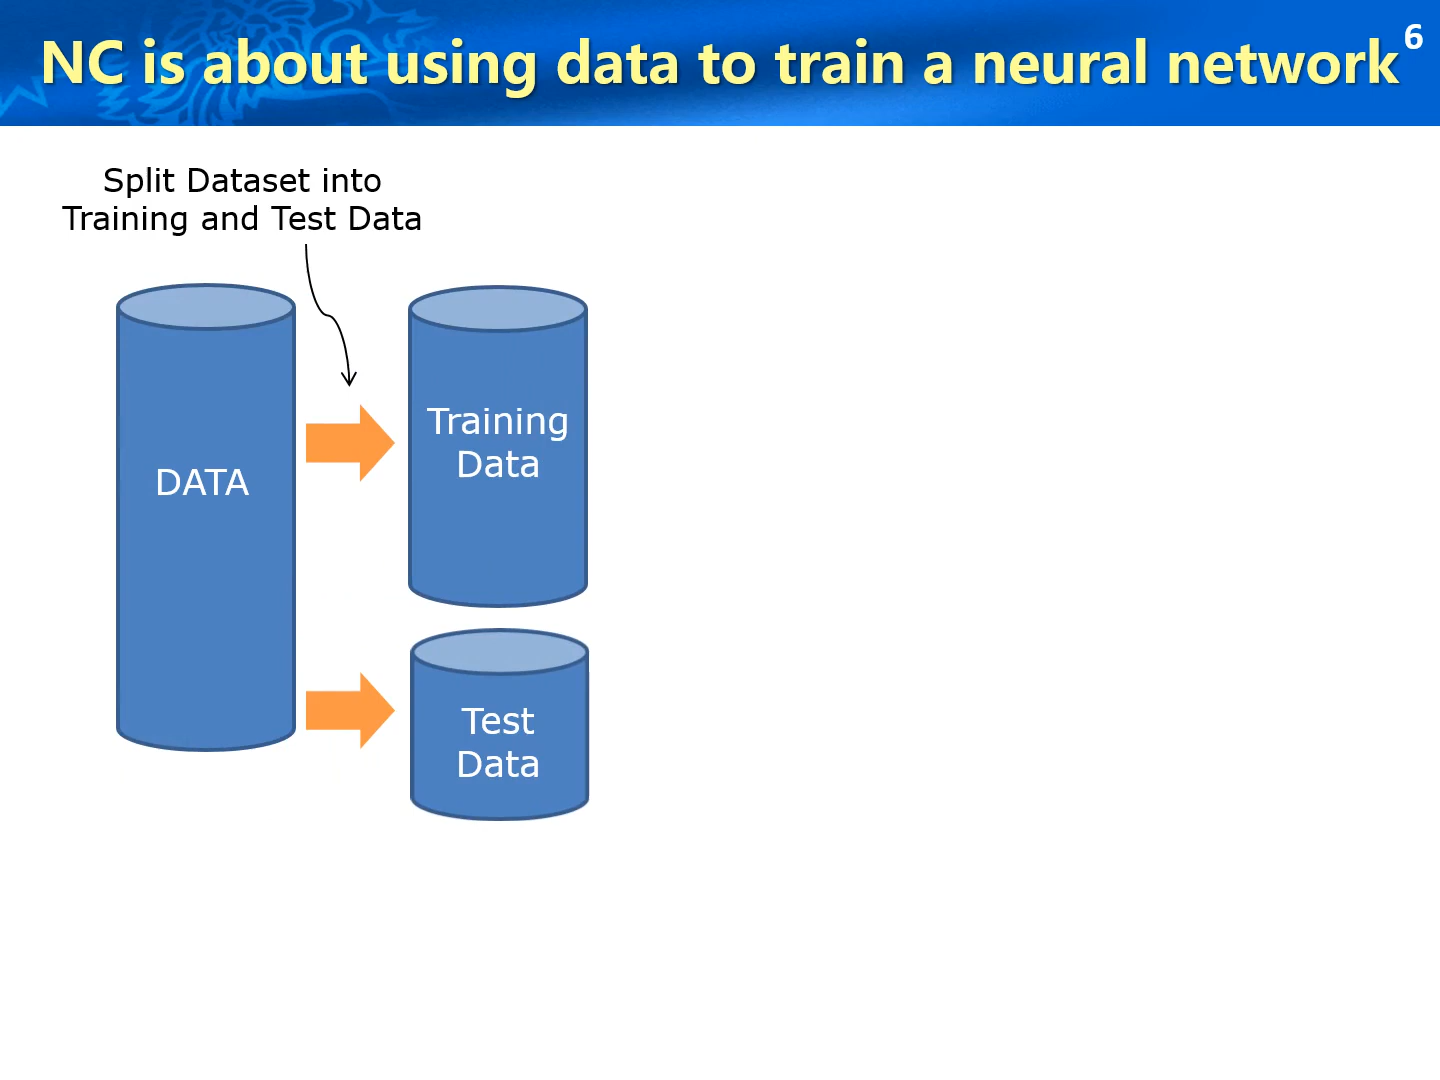 NC is about using data to train a neural network
6
Split Dataset into
Training and Test Data
DATA
Training
Data
Test
Data